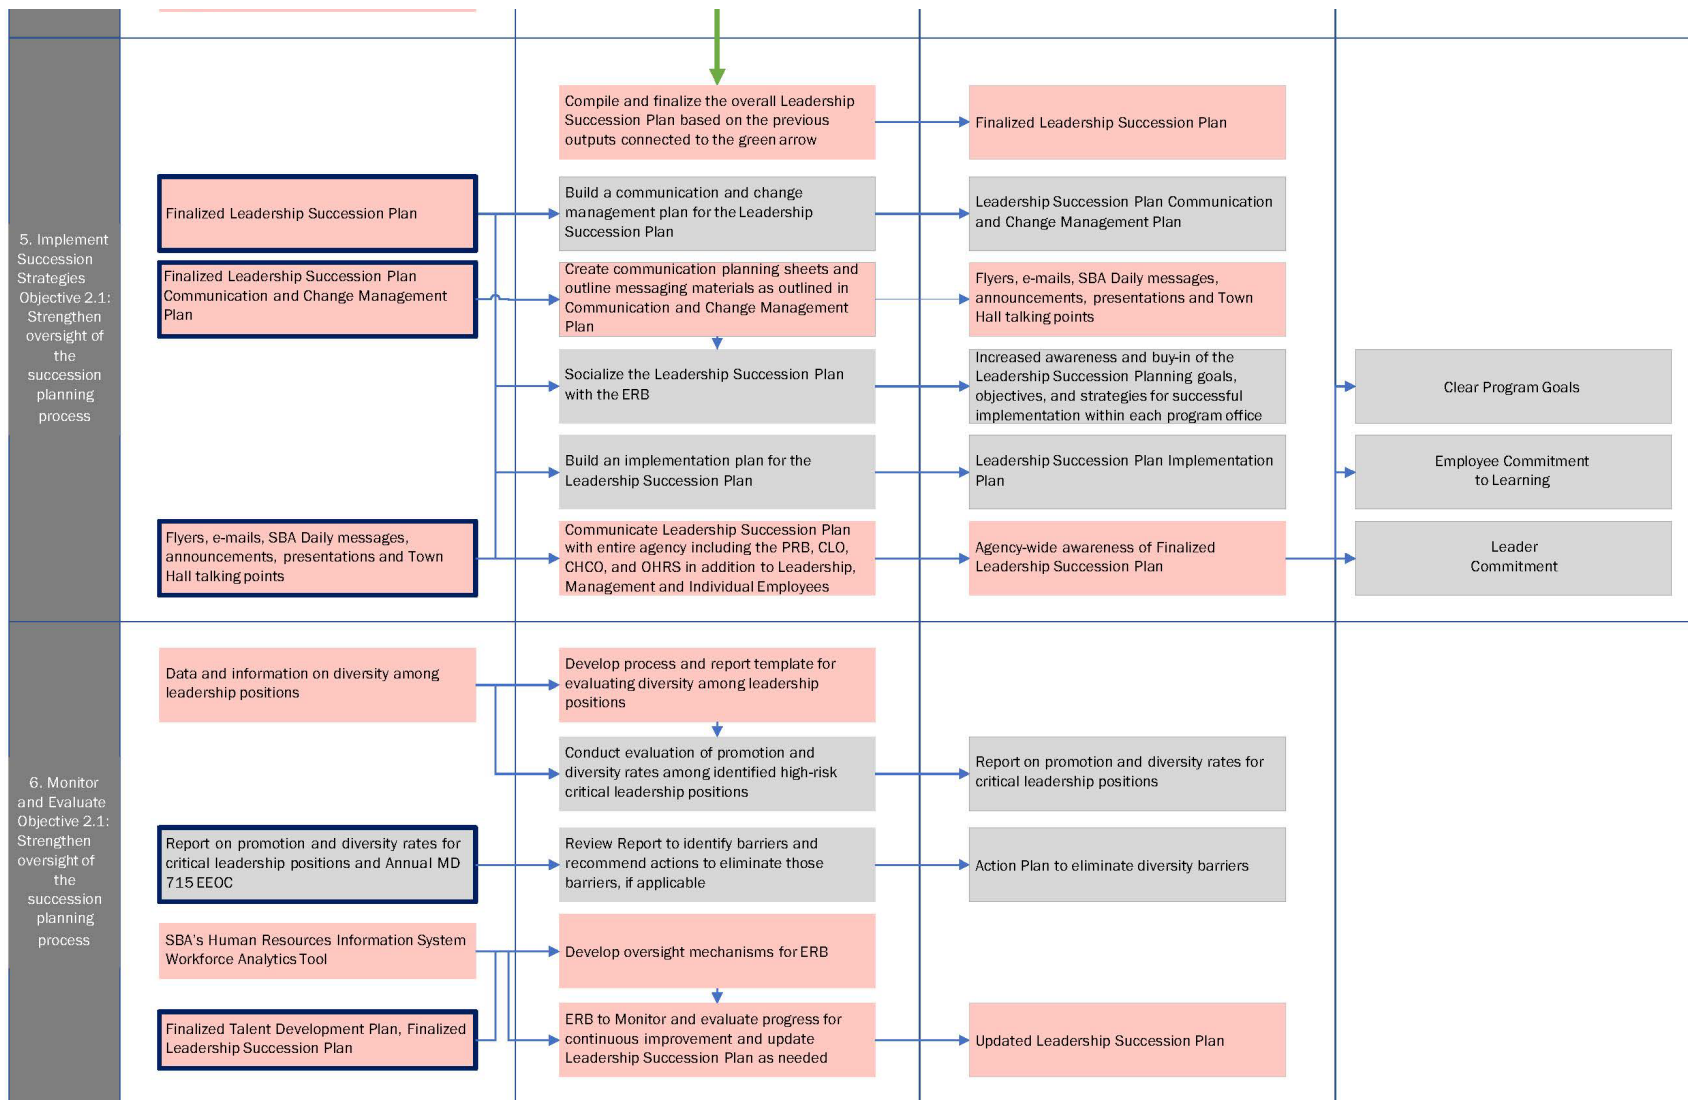 5. Implement
Succession
Strategies
Objective 2.1:
Strengthen
oversight of
the
succession
planning
process
Compile and finalize the overall Leadership
Succession Plan based on the previous
outputs connected to the green arrow
Finalized Leadership Succession Plan
Finalized Leadership Succession Plan
Build a communication and change
management plan for the Leadership
Succession Plan
Leadership Succession Plan Communication
and Change Management Plan
Finalized Leadership Succession Plan
Communication and Change Management
Plan
Create communication planning sheets and
outline messaging materials as outlined in
Communication and Change Management
Plan
Flyers, e-mails, SBA Daily messages,
announcements, presentations and Town
Hall talking points
Socialize the Leadership Succession Plan
with the ERB
Increased awareness and buy-in of the
Leadership Succession Planning goals,
objectives, and strategies for successful
implementation within each program office
Clear Program Goals
Build an implementation plan for the
Leadership Succession Plan
Leadership Succession Plan Implementation
Plan
Employee Commitment
to Learning
Flyers, e-mails, SBA Daily messages,
announcements, presentations and Town
Hall talking points
Communicate Leadership Succession Plan
with entire agency including the PRB, CLO,
CHCO, and OHRS in addition to Leadership,
Management and Individual Employees
Agency-wide awareness of Finalized
Leadership Succession Plan
Leader
Commitment
6. Monitor
and Evaluate
Objective 2.1:
Strengthen
oversight of
the
succession
planning
process
Data and information on diversity among
leadership positions
Develop process and report template for
evaluating diversity among leadership
positions
Conduct evaluation of promotion and
diversity rates among identified high-risk
critical leadership positions
Report on promotion and diversity rates for
critical leadership positions
Report on promotion and diversity rates for
critical leadership positions and Annual MD
715 EEOC
Review Report to identify barriers and
recommend actions to eliminate those
barriers, if applicable
Action Plan to eliminate diversity barriers
SBA's Human Resources Information System
Workforce Analytics Tool
Develop oversight mechanisms for ERB
Finalized Talent Development Plan, Finalized
Leadership Succession Plan
ERB to Monitor and evaluate progress for
continuous improvement and update
Leadership Succession Plan as needed
Updated Leadership Succession Plan